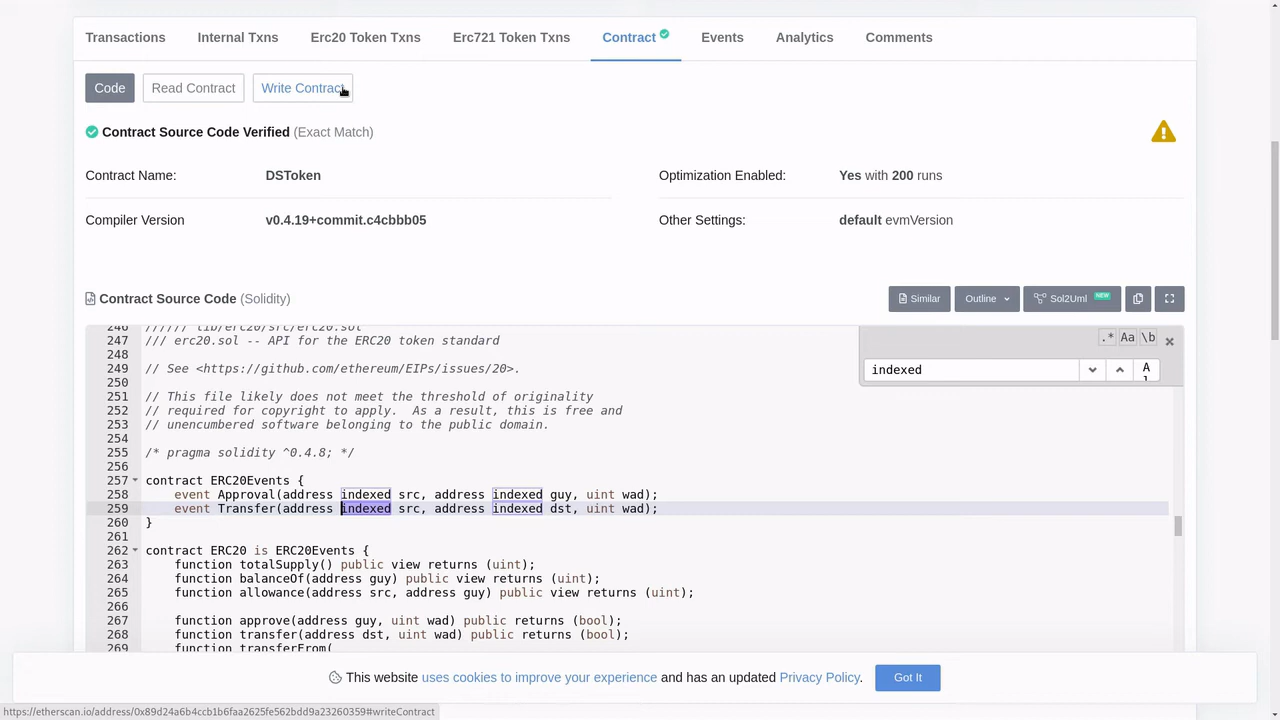 Transactions Internal Txns Erc20 Token Txns Erc721 Token Txns Contract Events Analytics Comments
Code Read Contract Write Contract
Contract Source Code Verified (Exact Match)
Contract Name: DSToken Optimization Enabled: Yes with 200 runs
Compiler Version v0.4.19+commit.c4cbbb05 Other Settings: default evmVersion
Contract Source Code (Solidity) Similar Outline Sol2Uml NEW
246 ////// lib/erc20/src/erc20.sol
247 /// erc20.sol -- API for the ERC20 token standard .* Aa \b ×
248
249 // See <https://github.com/ethereum/EIPs/issues/20>. indexed
250
251 // This file likely does not meet the threshold of originality
252 // required for copyright to apply.  As a result, this is free and
253 // unencumbered software belonging to the public domain.
254
255 /* pragma solidity ^0.4.8; */
256
257 contract ERC20Events {
258     event Approval(address indexed src, address indexed guy, uint wad);
259     event Transfer(address indexed src, address indexed dst, uint wad);
260 }
261
262 contract ERC20 is ERC20Events {
263     function totalSupply() public view returns (uint);
264     function balanceOf(address guy) public view returns (uint);
265     function allowance(address src, address guy) public view returns (uint);
266
267     function approve(address guy, uint wad) public returns (bool);
268     function transfer(address dst, uint wad) public returns (bool);
269     function transferFrom(
This website uses cookies to improve your experience and has an updated Privacy Policy. Got It
https://etherscan.io/address/0x89d24a6b4ccb1b6faa2625fe562bdd9a23260359#writeContract